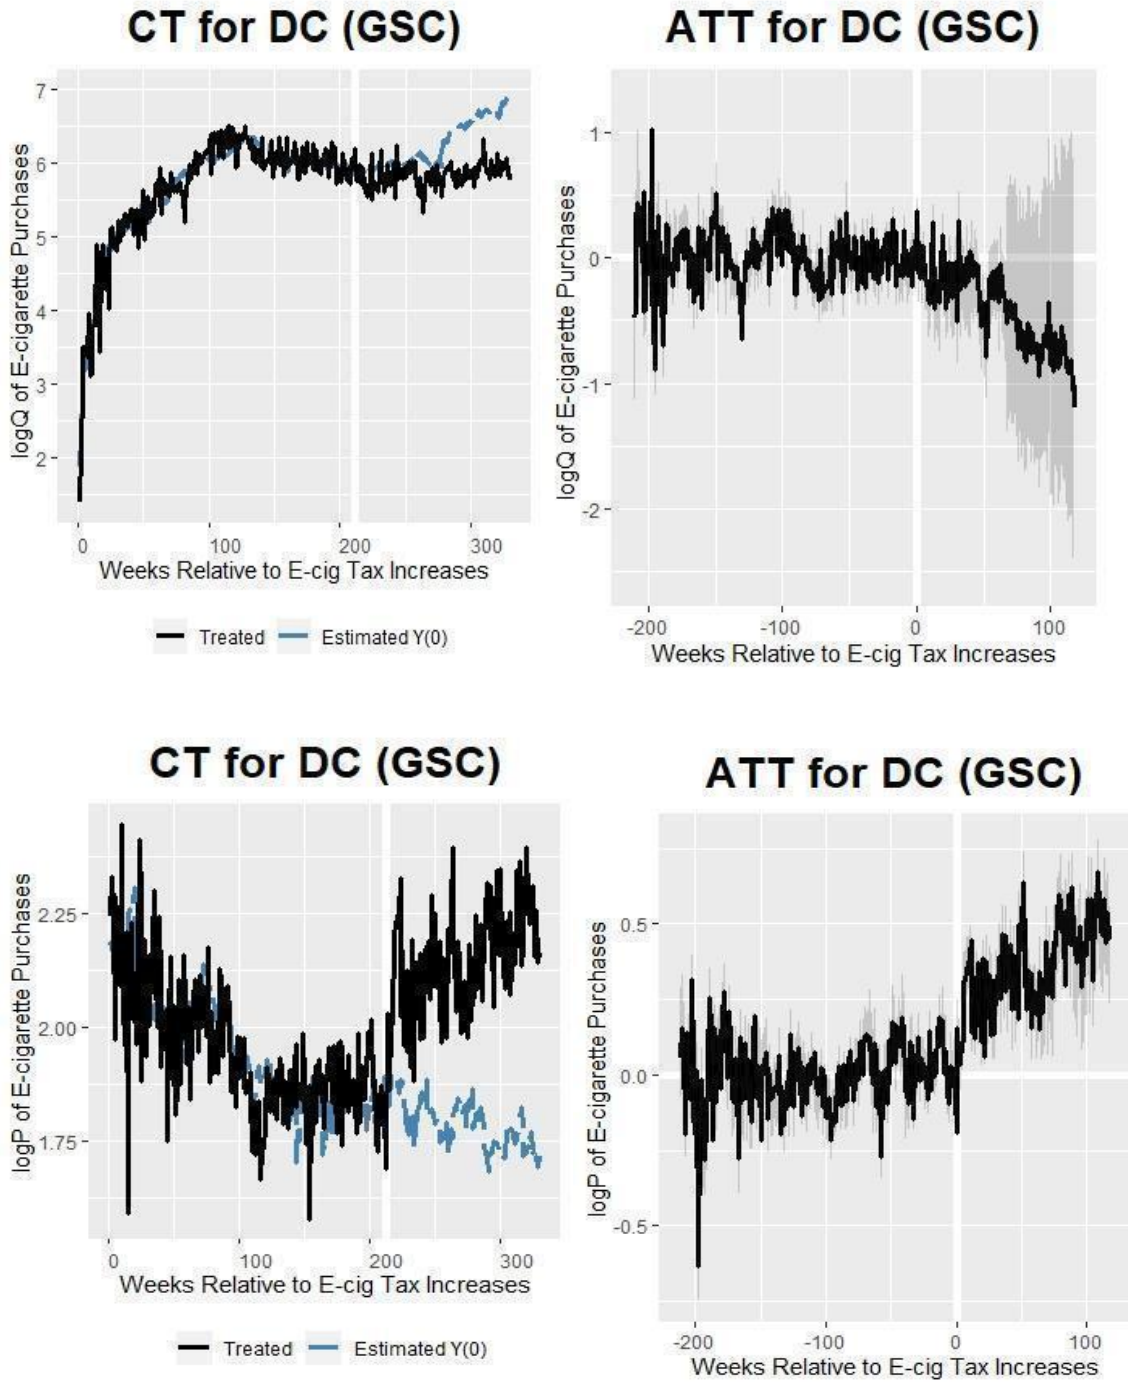 CT for DC (GSC)
logQ of E-cigarette Purchases
7
6
5
4
3
2
0 100 200 300
Weeks Relative to E-cig Tax Increases
Treated Estimated Y(0)
ATT for DC (GSC)
logQ of E-cigarette Purchases
1
0
-1
-2
-200 -100 0 100
Weeks Relative to E-cig Tax Increases
CT for DC (GSC)
logP of E-cigarette Purchases
2.25
2.00
1.75
0 100 200 300
Weeks Relative to E-cig Tax Increases
Treated Estimated Y(0)
ATT for DC (GSC)
logP of E-cigarette Purchases
0.5
0.0
-0.5
-200 -100 0 100
Weeks Relative to E-cig Tax Increases